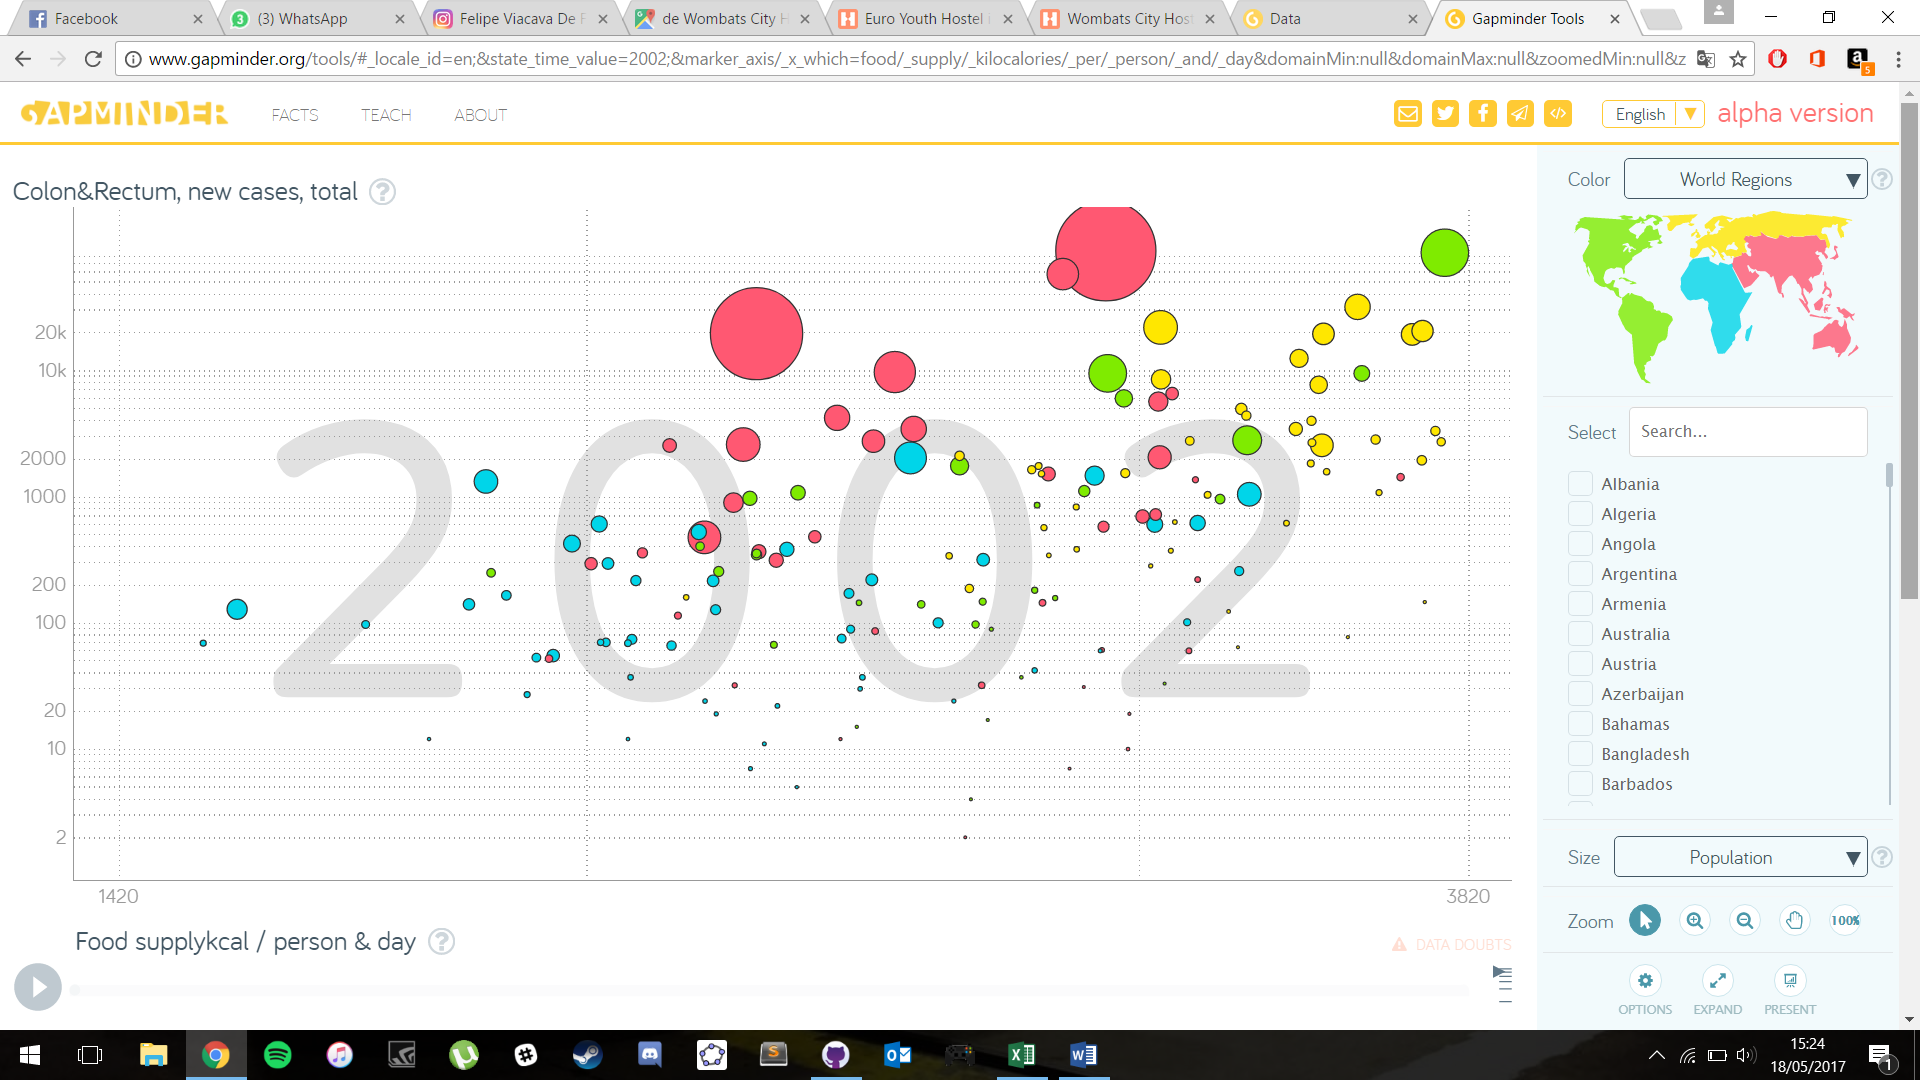 Facebook
(3) WhatsApp
Felipe Viacava De F
de Wombats City H
Euro Youth Hostel
Wombats City Host
Data
Gapminder Tools
www.gapminder.org/tools/#_locale_id=en;&state_time_value=2002;&marker_axis/_x_which=food/_supply/_kilocalories/_per/_person/_and/_day&domainMin:null&domainMax:null&zoomedMin:null&z
5
GAPMINDER
FACTS
TEACH
ABOUT
English
alpha version
Colon&Rectum, new cases, total ?
Color
World Regions
?
20k
10k
2000
1000
200
100
20
10
2
2002
1420
3820
Food supplykcal / person & day ?
DATA DOUBTS
Select
Search...
Albania
Algeria
Angola
Argentina
Armenia
Australia
Austria
Azerbaijan
Bahamas
Bangladesh
Barbados
Size
Population
?
Zoom
100%
OPTIONS
EXPAND
PRESENT
15:24
18/05/2017
1